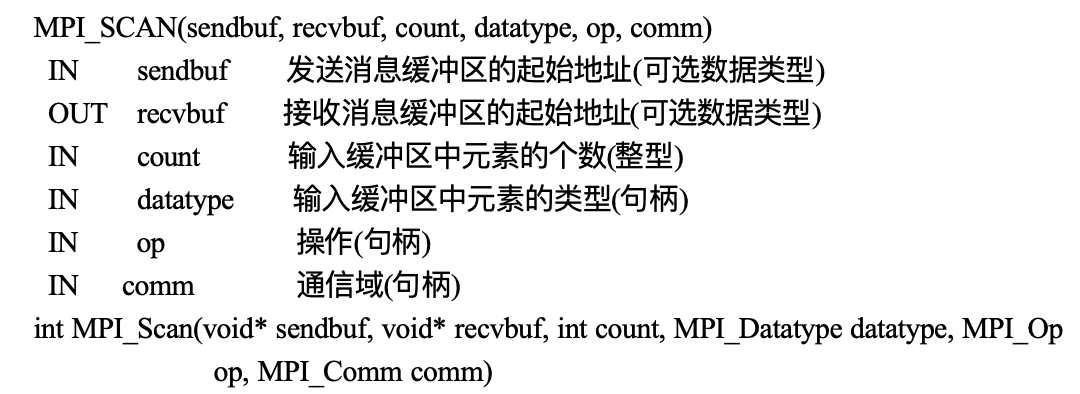 MPI_SCAN(sendbuf, recvbuf, count, datatype, op, comm)
IN sendbuf 发送消息缓冲区的起始地址(可选数据类型)
OUT recvbuf 接收消息缓冲区的起始地址(可选数据类型)
IN count 输入缓冲区中元素的个数(整型)
IN datatype 输入缓冲区中元素的类型(句柄)
IN op 操作(句柄)
IN comm 通信域(句柄)
int MPI_Scan(void* sendbuf, void* recvbuf, int count, MPI_Datatype datatype, MPI_Op
op, MPI_Comm comm)